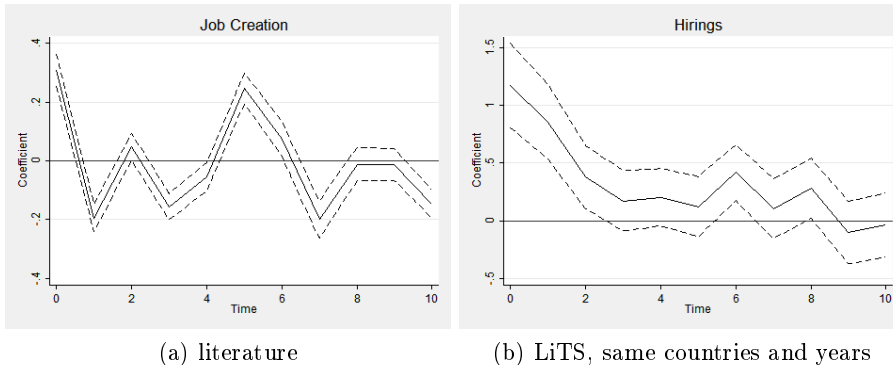 Job Creation
.4
.2
0
-.2
-.4
Coefficient
0 2 4 6 8 10
Time
(a) literature
Hirings
1.5
1
.5
0
-.5
Coefficient
0 2 4 6 8 10
Time
(b) LiTS, same countries and years